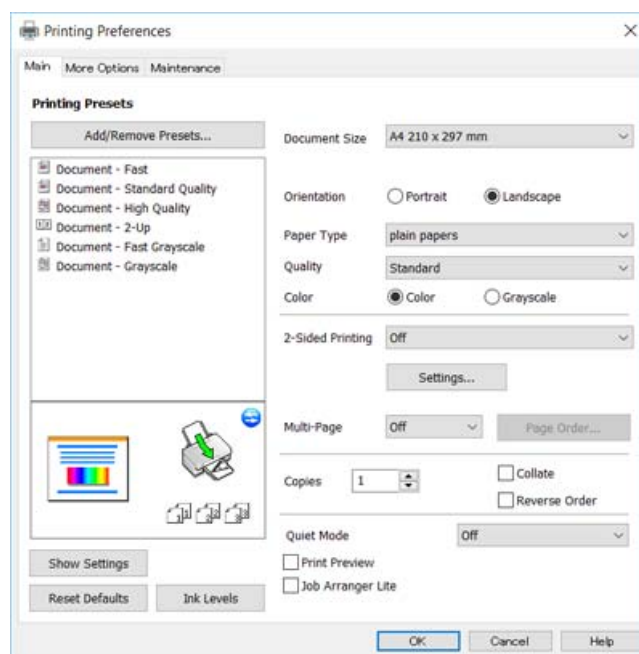 Printing Preferences
Main
More Options
Maintenance
Printing Presets
Add/Remove Presets...
Document - Fast
Document - Standard Quality
Document - High Quality
Document - 2-Up
Document - Fast Grayscale
Document - Grayscale
Show Settings
Reset Defaults
Ink Levels
Document Size
A4 210 x 297 mm
Orientation
Portrait
Landscape
Paper Type
plain papers
Quality
Standard
Color
Color
Grayscale
2-Sided Printing
Off
Settings...
Multi-Page
Off
Page Order...
Copies
1
Collate
Reverse Order
Quiet Mode
Off
Print Preview
Job Arranger Lite
OK
Cancel
Help